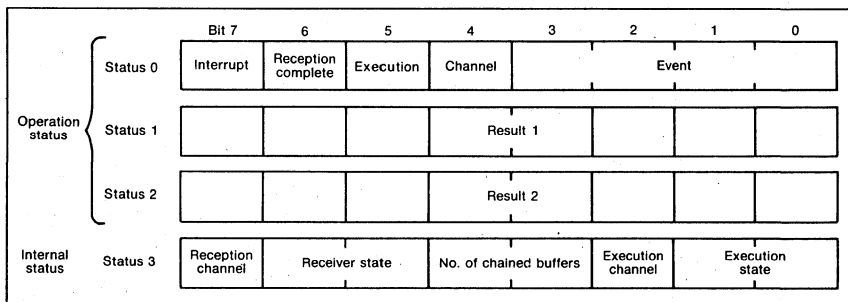 Bit 7 6 5 4 3 2 1 0
Status 0 Interrupt Reception complete Execution Channel Event
Operation status
Status 1 Result 1
Status 2 Result 2
Internal status Status 3 Reception channel Receiver state No. of chained buffers Execution channel Execution state